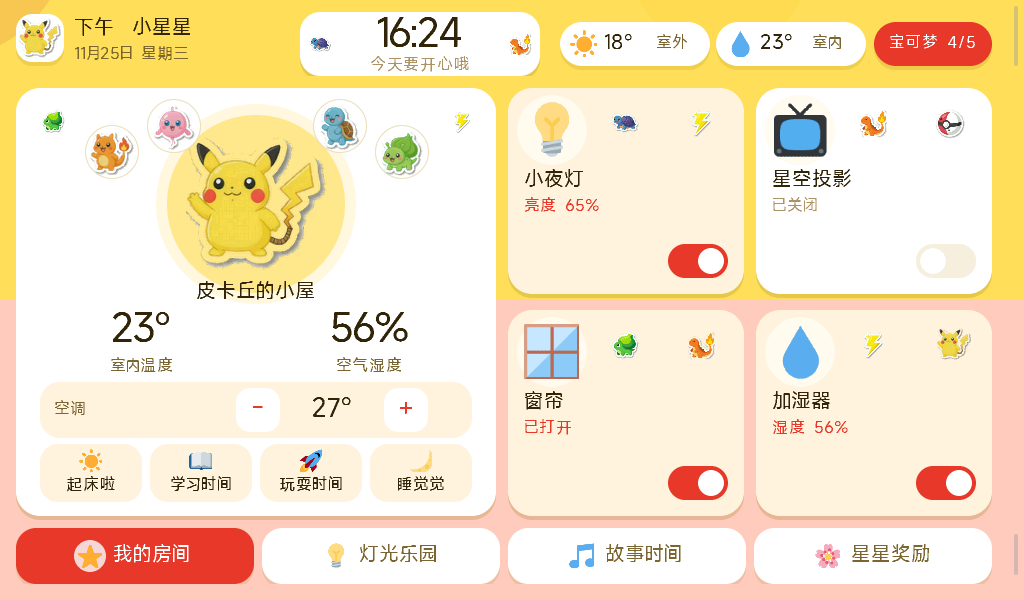 下午 小星星
11月25日 星期三
16:24
今天要开心哦
18° 室外
23° 室内
宝可梦 4/5
皮卡丘的小屋
23°
室内温度
56%
空气湿度
空调 − 27° +
起床啦
学习时间
玩耍时间
睡觉觉
小夜灯
亮度 65%
星空投影
已关闭
窗帘
已打开
加湿器
湿度 56%
我的房间
灯光乐园
故事时间
星星奖励